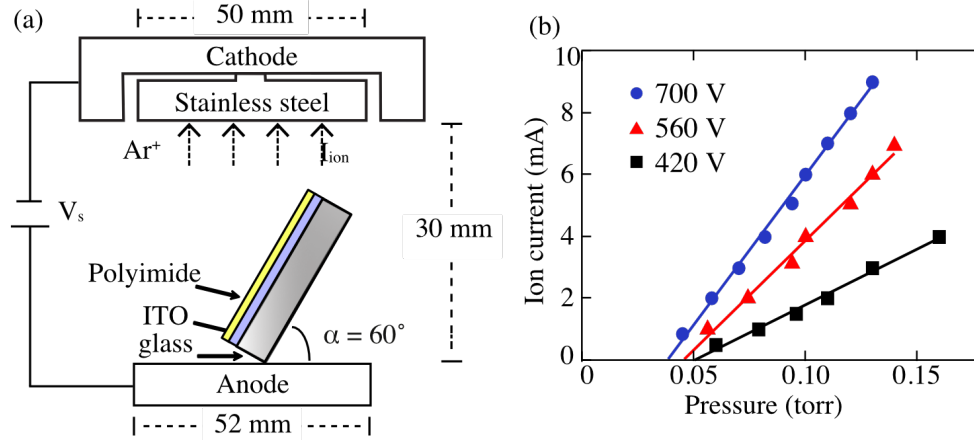 (a)
50 mm
Cathode
Stainless steel
Ar⁺
Iion
Vₛ
30 mm
Polyimide
ITO
glass
α = 60°
Anode
52 mm
(b)
10
8
6
4
2
0
Ion current (mA)
700 V
560 V
420 V
0
0.05
0.10
0.15
Pressure (torr)